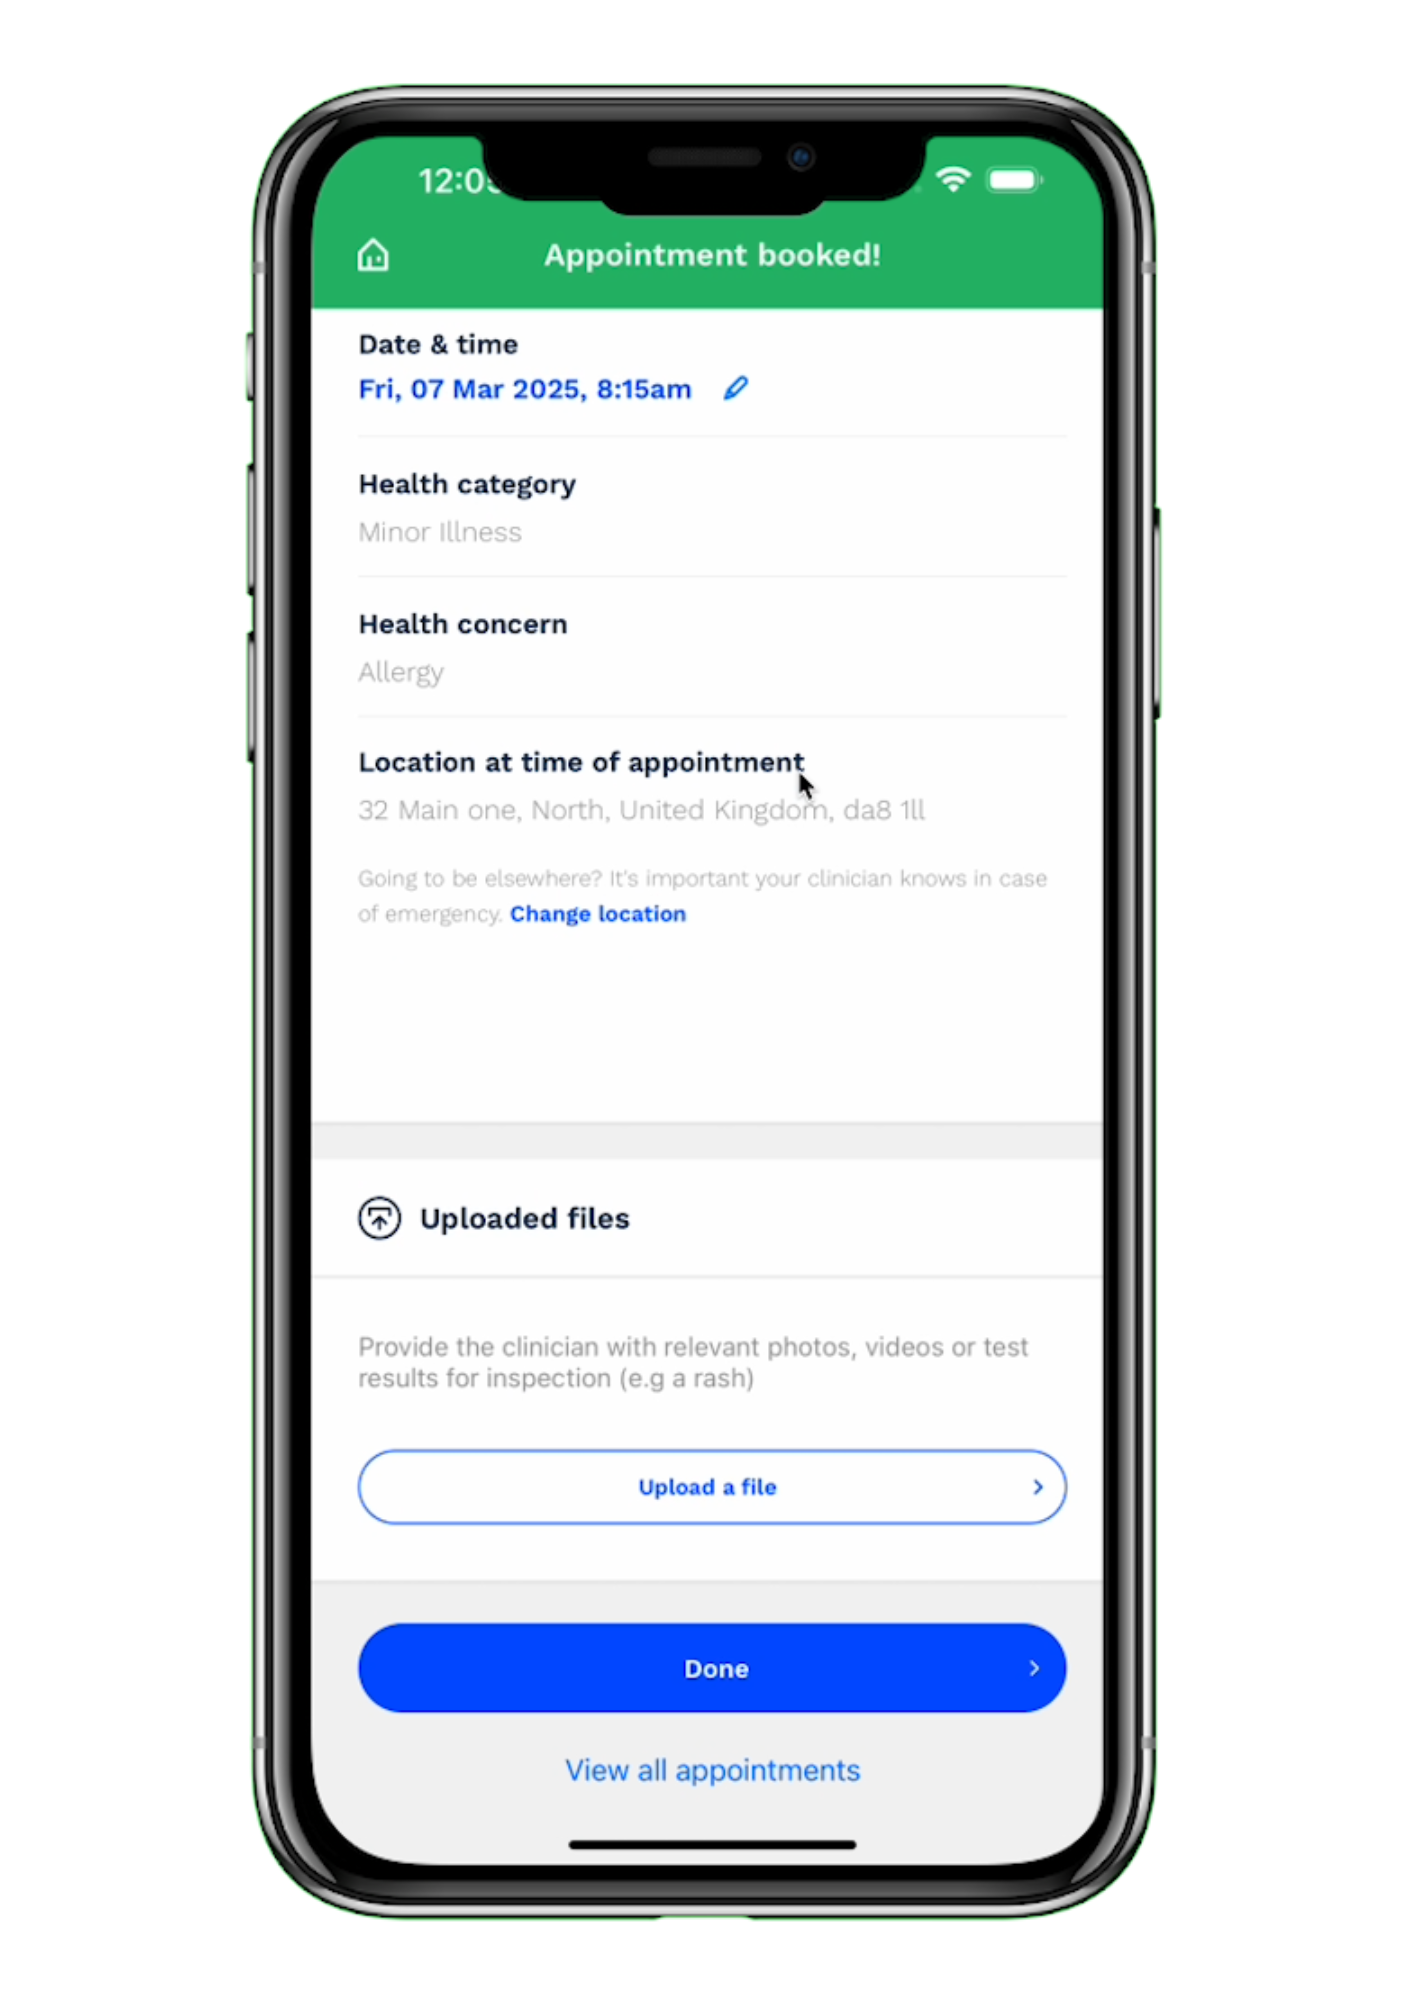 Appointment booked!
Date & time
Fri, 07 Mar 2025, 8:15am
Health category
Minor Illness
Health concern
Allergy
Location at time of appointment
32 Main one, North, United Kingdom, da8 1ll
Going to be elsewhere? It's important your clinician knows in case
of emergency. Change location
Uploaded files
Provide the clinician with relevant photos, videos or test
results for inspection (e.g a rash)
Upload a file
Done
View all appointments